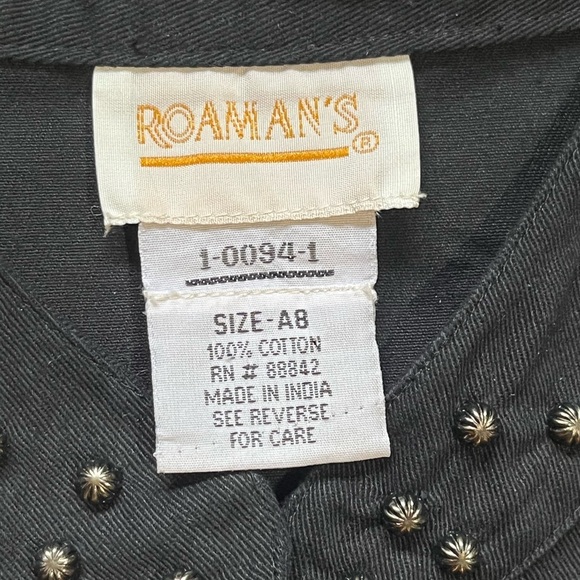 ROAMAN'S ®
1-0094-1
SIZE-A8
100% COTTON
RN # 88842
MADE IN INDIA
SEE REVERSE
FOR CARE